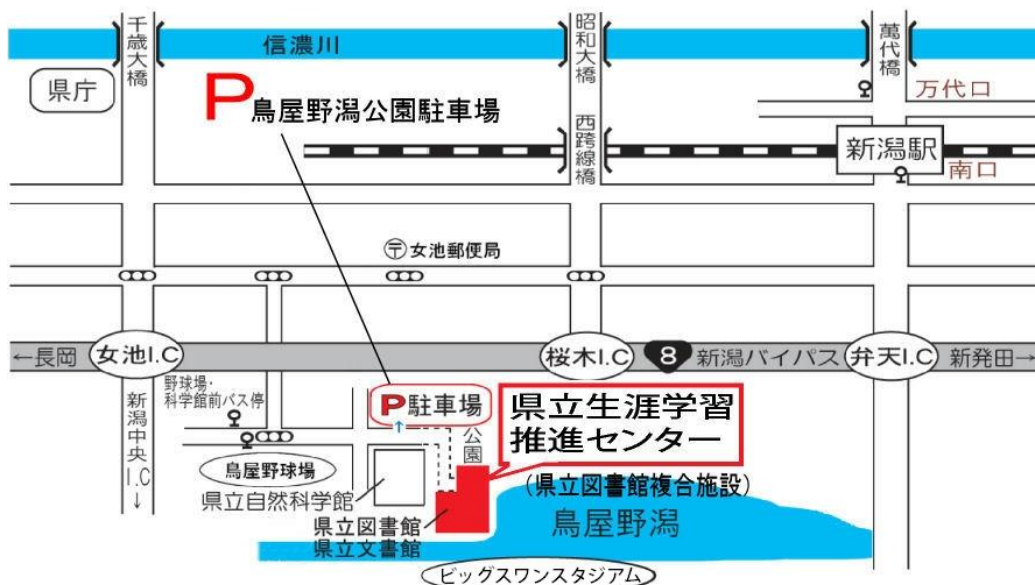 千歳大橋
信濃川
昭和大橋
萬代橋
県庁
P鳥屋野潟公園駐車場
万代口
西跨線橋
新潟駅
南口
〒女池郵便局
←長岡
女池I.C
桜木I.C
8
新潟バイパス
弁天I.C
新発田→
野球場・
科学館前バス停
新潟中央I.C↓
P駐車場
↑
公園
県立生涯学習
推進センター
鳥屋野球場
県立自然科学館
(県立図書館複合施設)
県立図書館
県立文書館
鳥屋野潟
ビッグスワンスタジアム